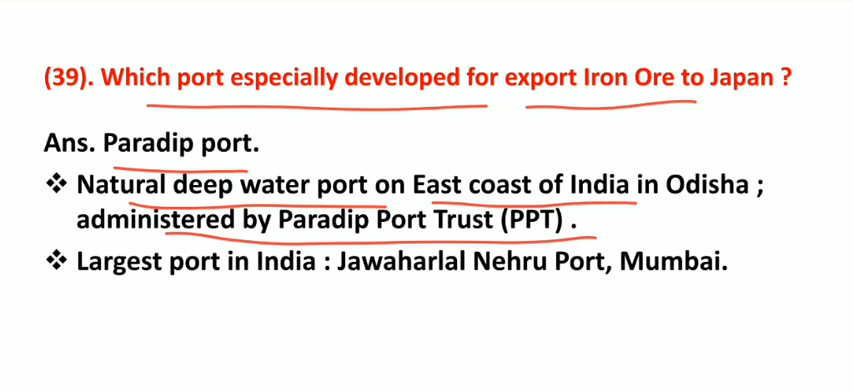 (39). Which port especially developed for export Iron Ore to Japan ?
Ans. Paradip port.
❖ Natural deep water port on East coast of India in Odisha ;
administered by Paradip Port Trust (PPT) .
❖ Largest port in India : Jawaharlal Nehru Port, Mumbai.